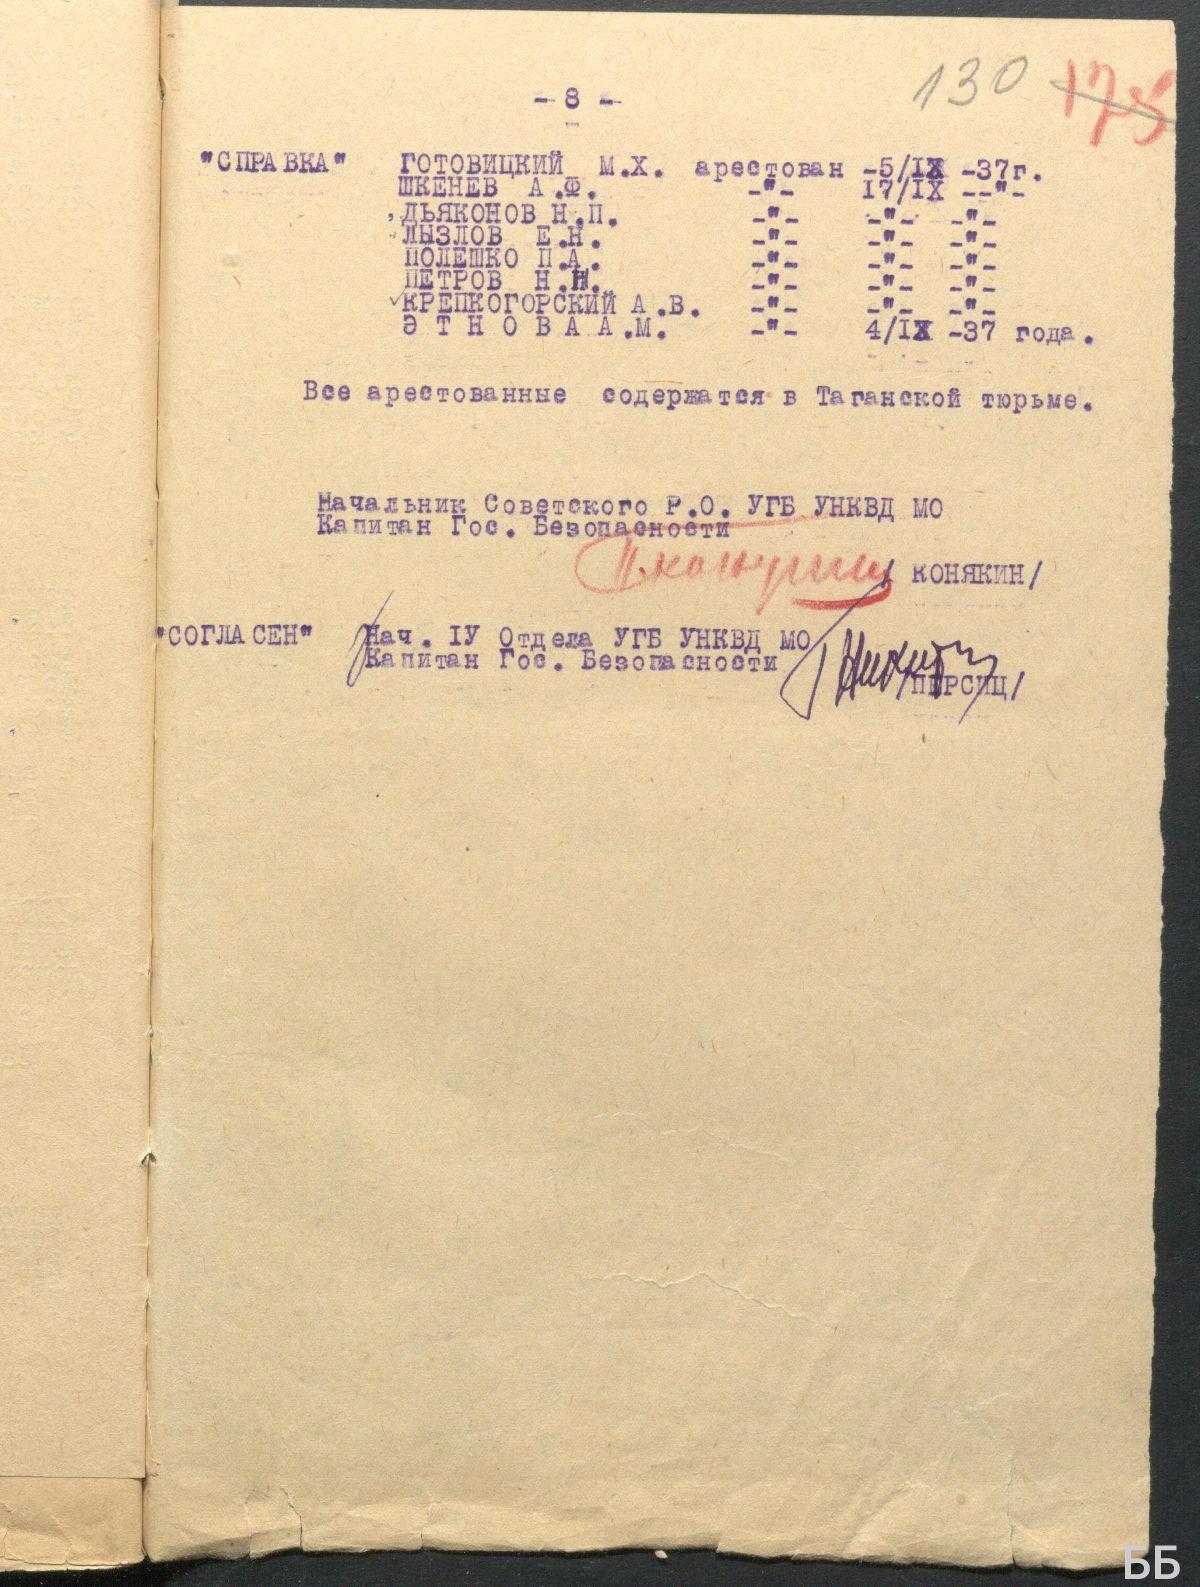 130 175
- 8 -
"СПРАВКА" ГОТОВИЦКИЙ М.Х. арестован -5/IX -37г.
ШКЕНЕВ А.Ф. -"- 17/IX --"-
ДЬЯКОНОВ Н.П. -"- -"- -"-
ЛЫЗЛОВ Е.Н. -"- -"- -"-
ПОЛЕШКО П.А. -"- -"- -"-
ПЕТРОВ Н.Н. -"- -"- -"-
КРЕПКОГОРСКИЙ А.В. -"- -"- -"-
Э Т Н О В А А.М. -"- 4/IX -37 года.
Все арестованные содержатся в Таганской тюрьме.
Начальник Советского Р.О. УГБ УНКВД МО
Капитан Гос. Безопасности
/ КОНЯКИН/
"СОГЛАСЕН" Нач. IУ Отдела УГБ УНКВД МО
Капитан Гос. Безопасности
/ПЕРСИЦ/
ББ